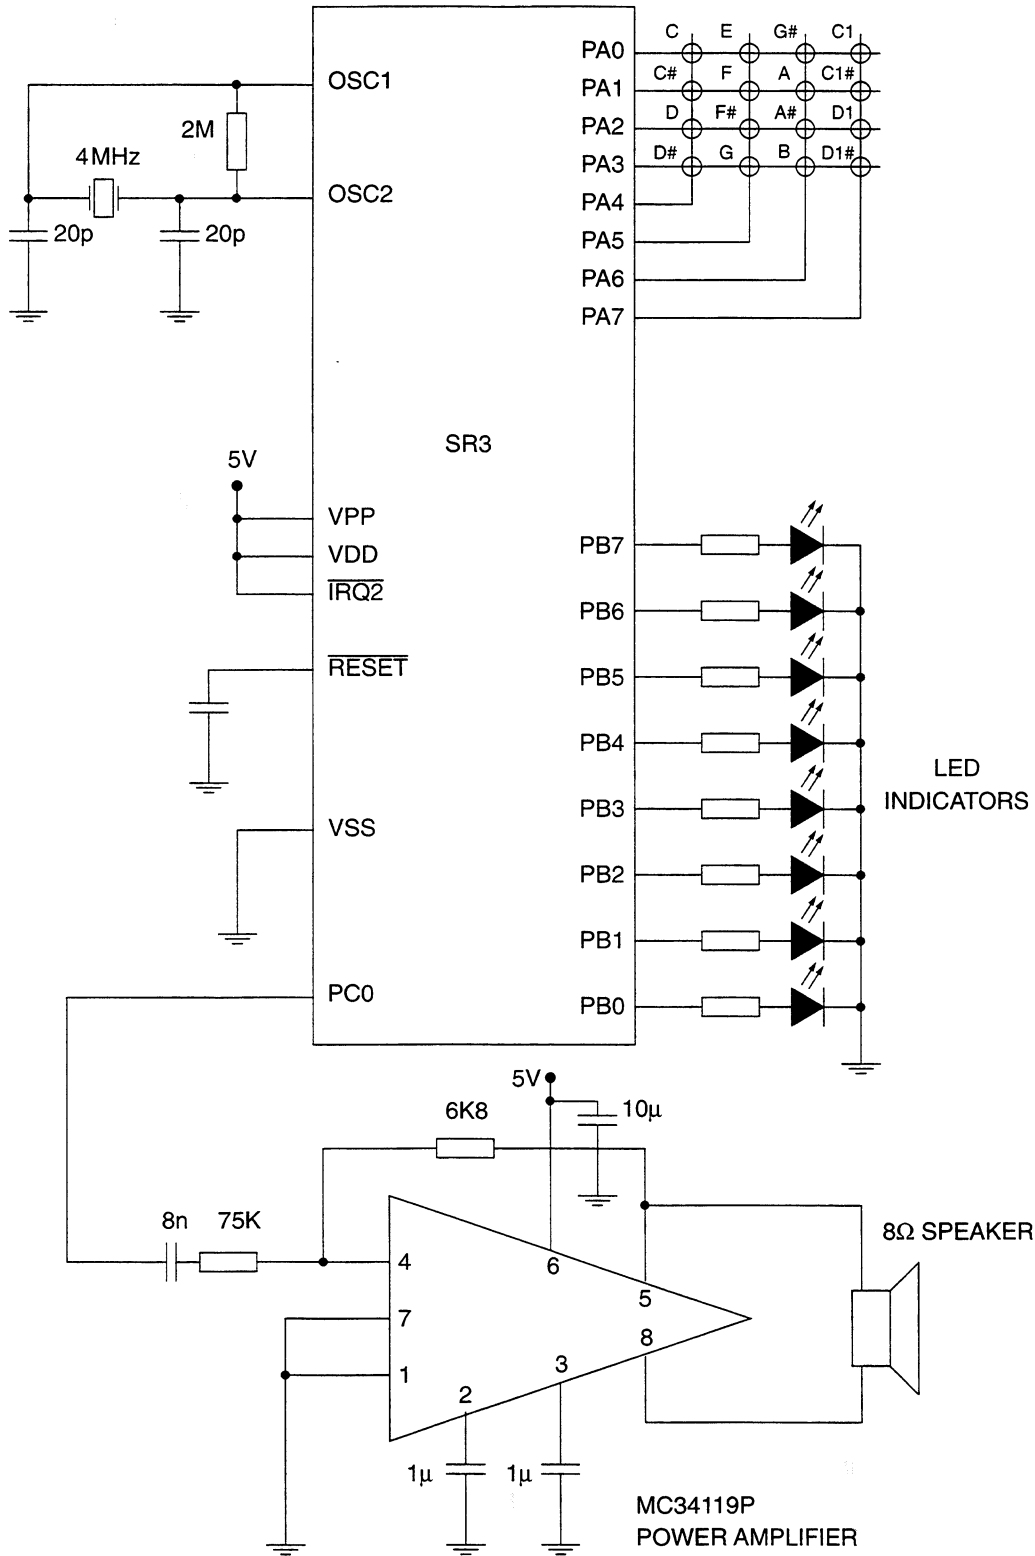 C E G# C1
PA0
C# F A C1#
OSC1 PA1
D F# A# D1
2M PA2
D# G B D1#
4MHz PA3
OSC2 PA4
20p 20p PA5
PA6
PA7
SR3
5V
VPP
VDD PB7
IRQ2
PB6
RESET PB5
PB4
LED
INDICATORS
PB3
VSS
PB2
PB1
PC0 PB0
5V
6K8 10μ
8n 75K
8Ω SPEAKER
4 6
5
7
8
1 3
2
1μ 1μ
MC34119P
POWER AMPLIFIER